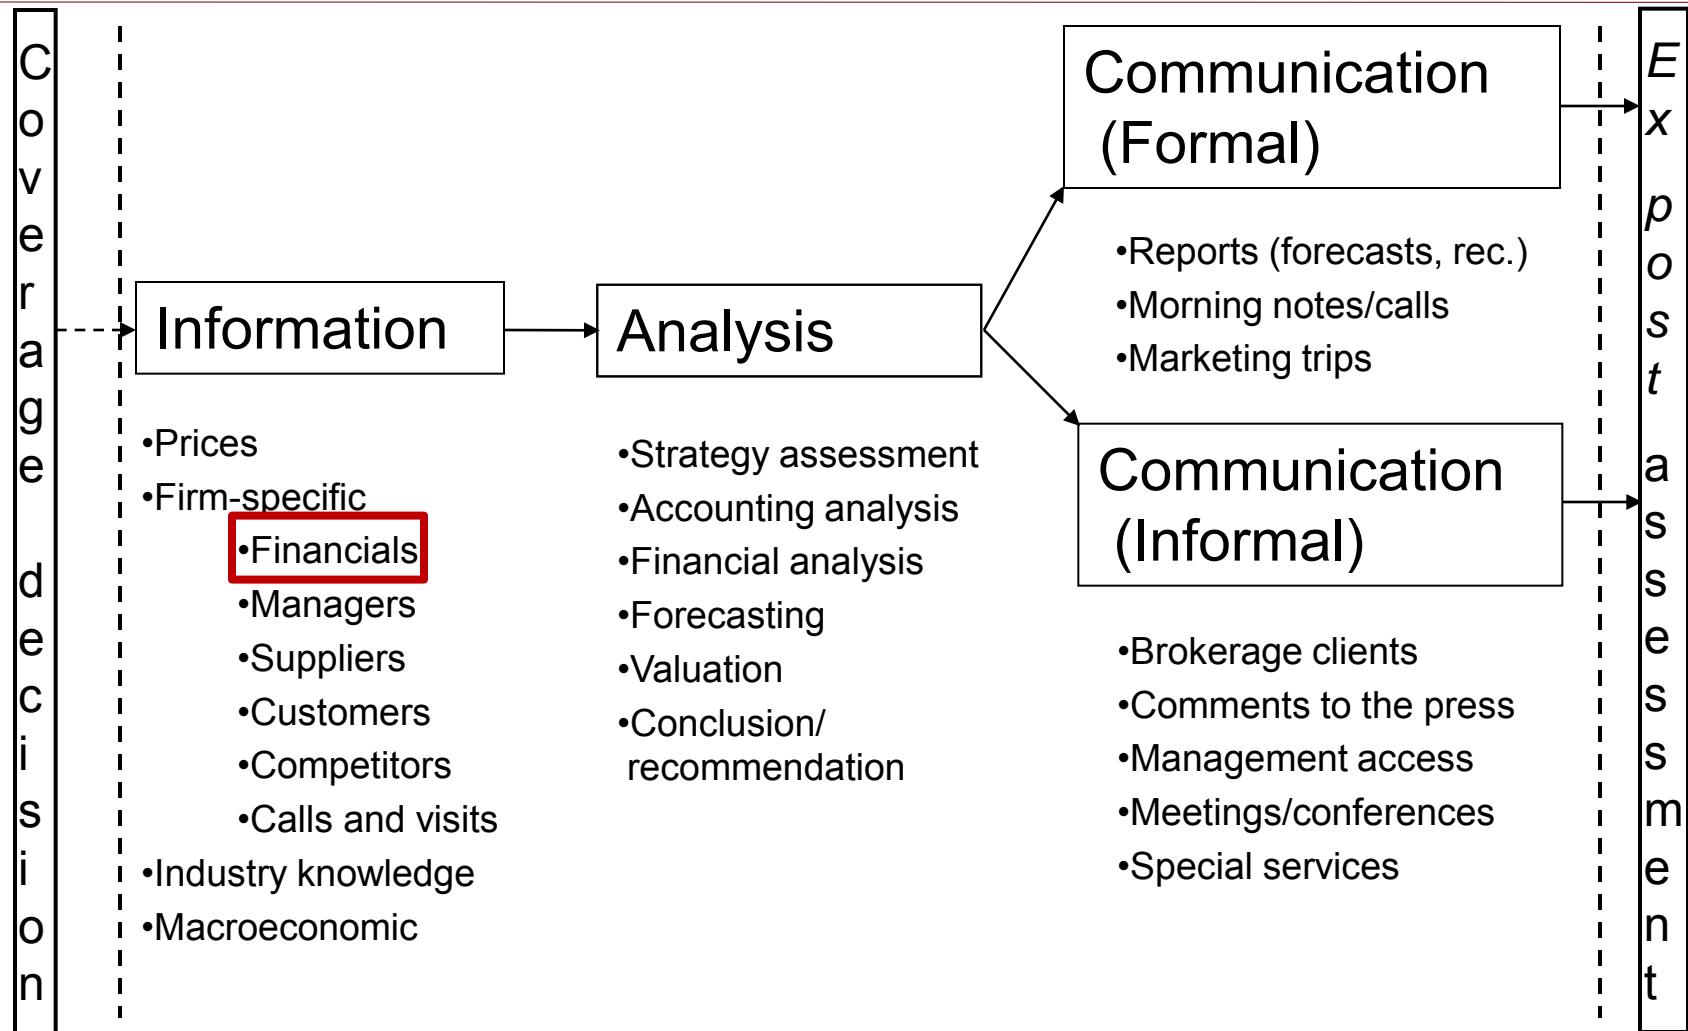 Coverage decision
Information
•Prices
•Firm-specific
•Financials
•Managers
•Suppliers
•Customers
•Competitors
•Calls and visits
•Industry knowledge
•Macroeconomic
Analysis
•Strategy assessment
•Accounting analysis
•Financial analysis
•Forecasting
•Valuation
•Conclusion/
recommendation
Communication
(Formal)
•Reports (forecasts, rec.)
•Morning notes/calls
•Marketing trips
Communication
(Informal)
•Brokerage clients
•Comments to the press
•Management access
•Meetings/conferences
•Special services
Ex post assessment